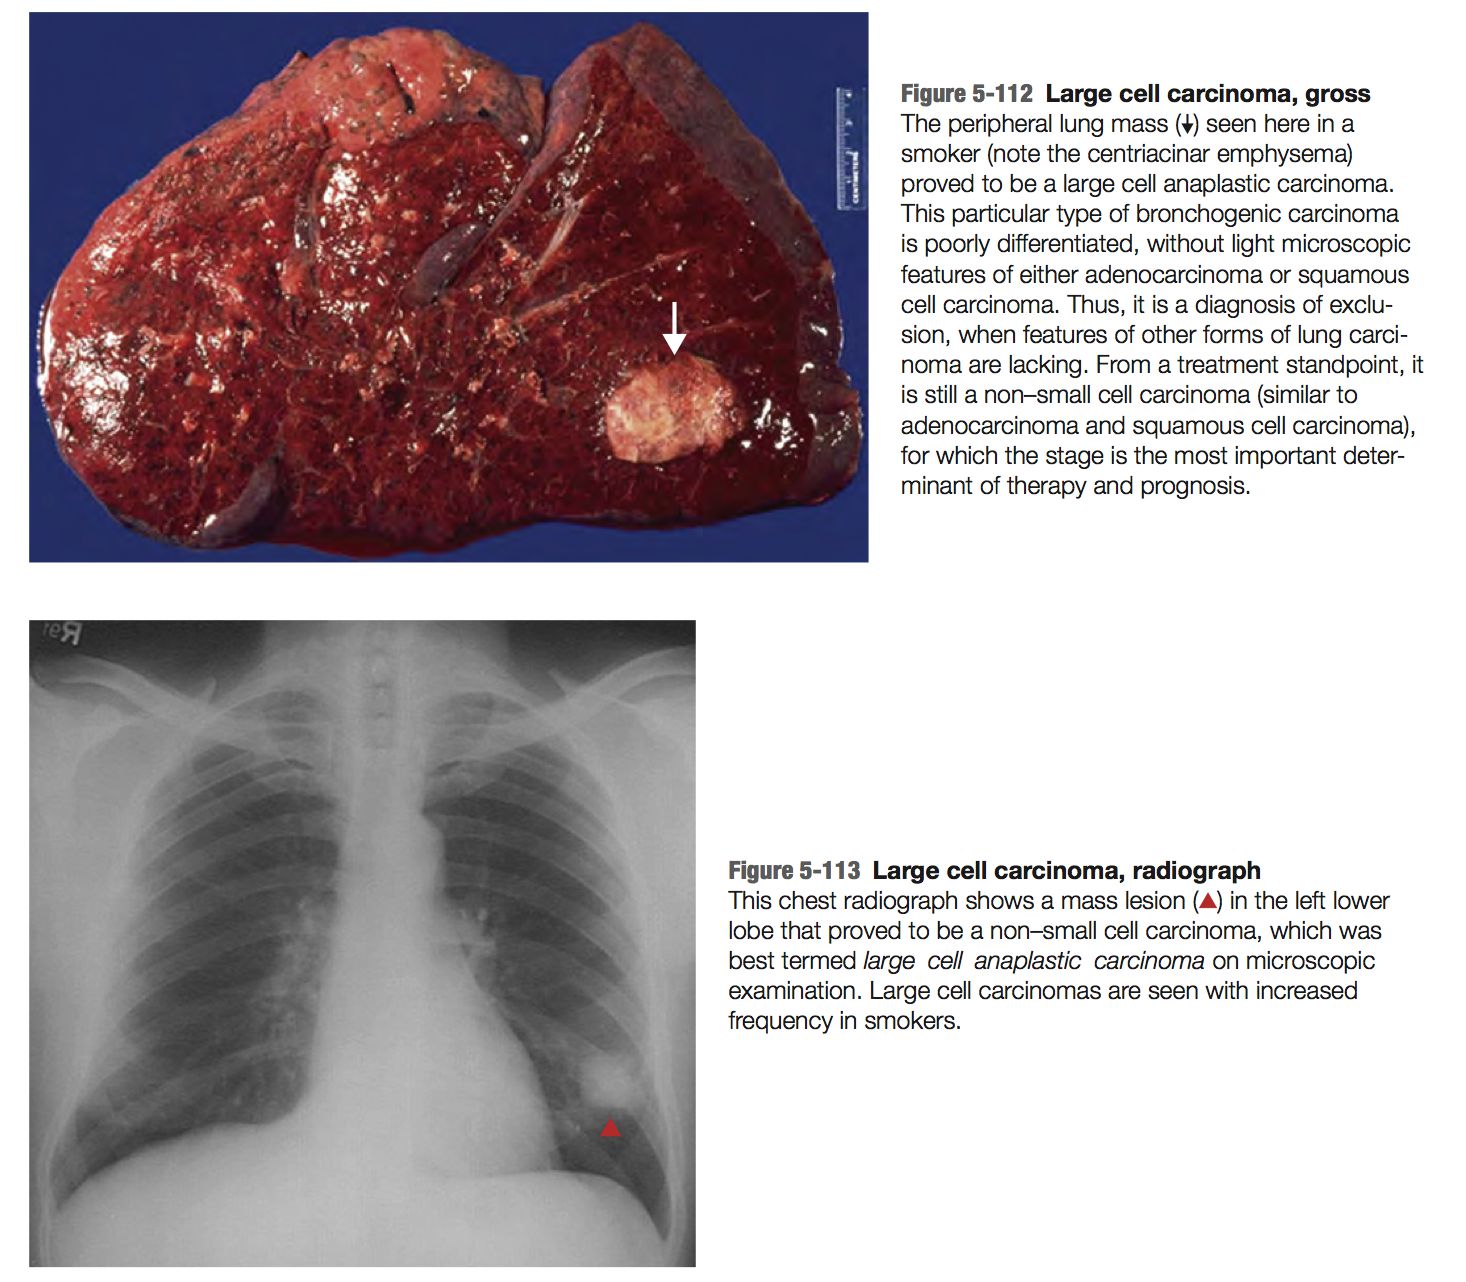 Figure 5-112 Large cell carcinoma, gross
The peripheral lung mass (↓) seen here in a
smoker (note the centriacinar emphysema)
proved to be a large cell anaplastic carcinoma.
This particular type of bronchogenic carcinoma
is poorly differentiated, without light microscopic
features of either adenocarcinoma or squamous
cell carcinoma. Thus, it is a diagnosis of exclu-
sion, when features of other forms of lung carci-
noma are lacking. From a treatment standpoint, it
is still a non–small cell carcinoma (similar to
adenocarcinoma and squamous cell carcinoma),
for which the stage is the most important deter-
minant of therapy and prognosis.
CENTIMETERS
Figure 5-113 Large cell carcinoma, radiograph
This chest radiograph shows a mass lesion (▲) in the left lower
lobe that proved to be a non–small cell carcinoma, which was
best termed large cell anaplastic carcinoma on microscopic
examination. Large cell carcinomas are seen with increased
frequency in smokers.